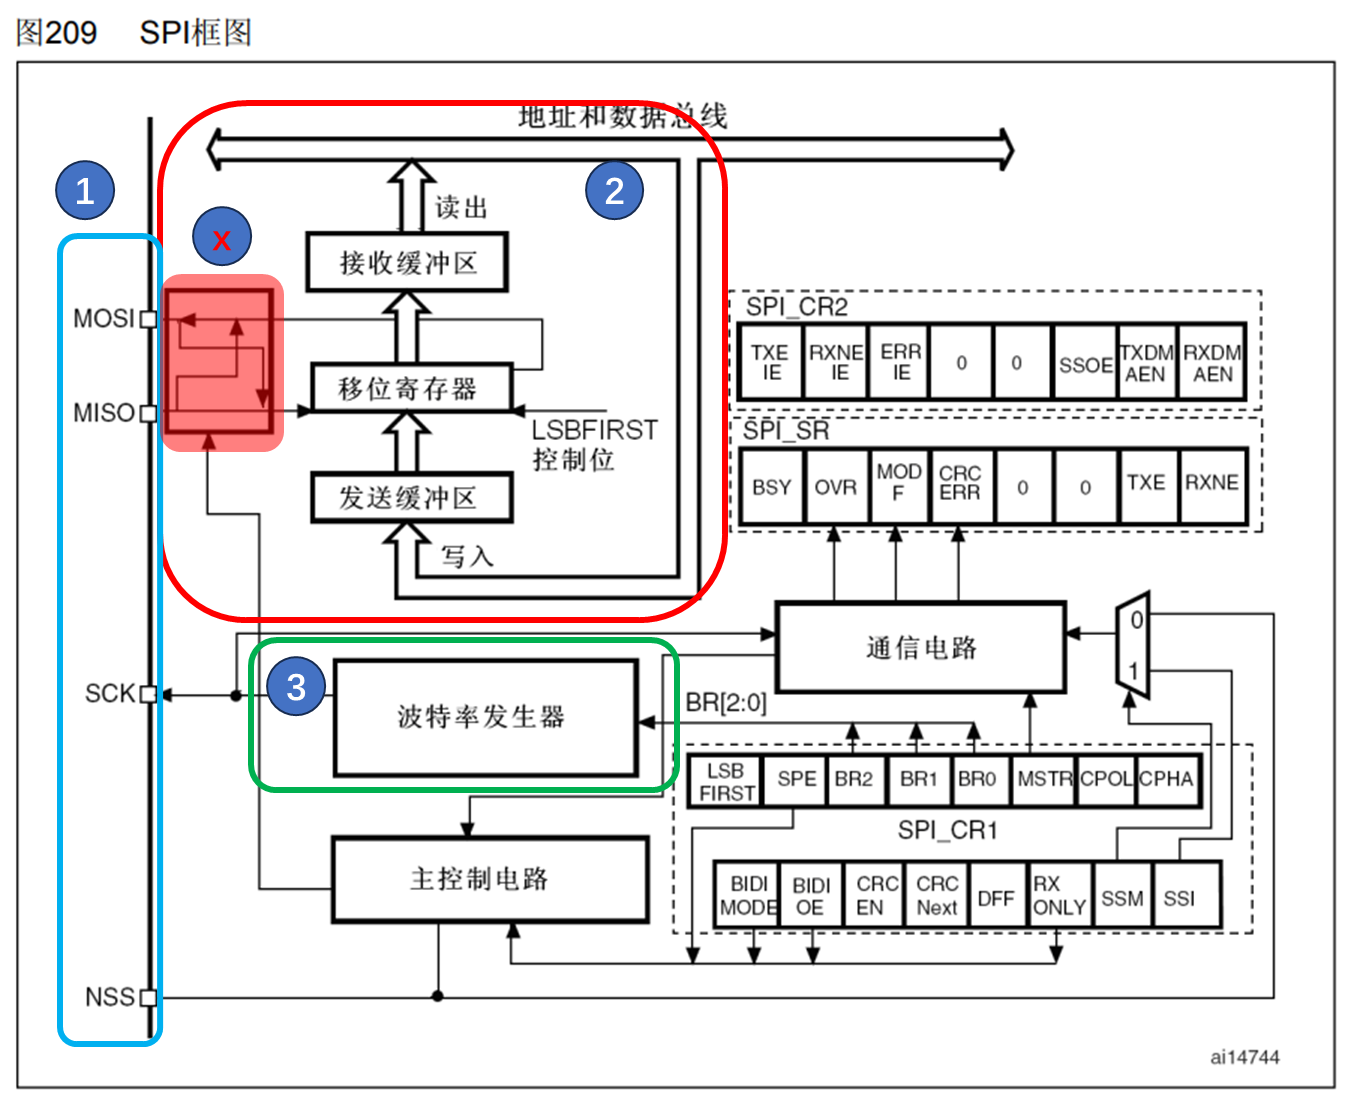 图209 SPI框图
地址和数据总线
1
2
读出
x
接收缓冲区
MOSI
移位寄存器
MISO
LSBFIRST
控制位
发送缓冲区
写入
SPI_CR2
TXE
IE
RXNE
IE
ERR
IE
0
0
SSOE
TXDM
AEN
RXDM
AEN
SPI_SR
BSY
OVR
MOD
F
CRC
ERR
0
0
TXE
RXNE
通信电路
0
1
SCK
3
波特率发生器
BR[2:0]
LSB
FIRST
SPE
BR2
BR1
BR0
MSTR
CPOL
CPHA
SPI_CR1
主控制电路
BIDI
MODE
BIDI
OE
CRC
EN
CRC
Next
DFF
RX
ONLY
SSM
SSI
NSS
ai14744